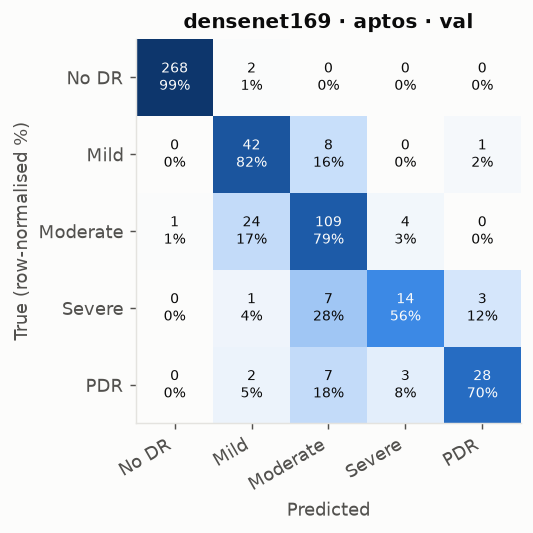 densenet169 · aptos · val
True (row-normalised %)
No DR
268 2 0 0 0
99% 1% 0% 0% 0%
Mild
0 42 8 0 1
0% 82% 16% 0% 2%
Moderate
1 24 109 4 0
1% 17% 79% 3% 0%
Severe
0 1 7 14 3
0% 4% 28% 56% 12%
PDR
0 2 7 3 28
0% 5% 18% 8% 70%
No DR Mild Moderate Severe PDR
Predicted